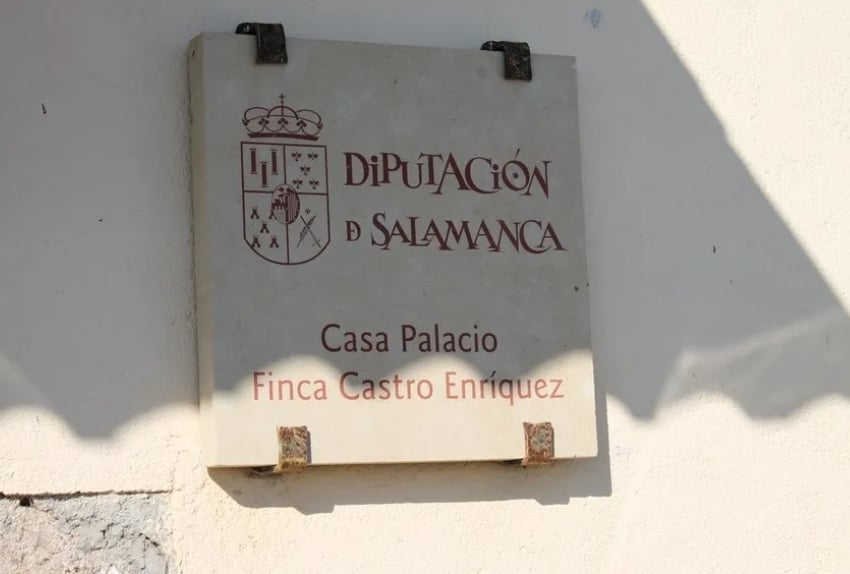 DiPUTACiÓN
Đ SALAMANCA
Casa Palacio
Finca Castro Enríquez